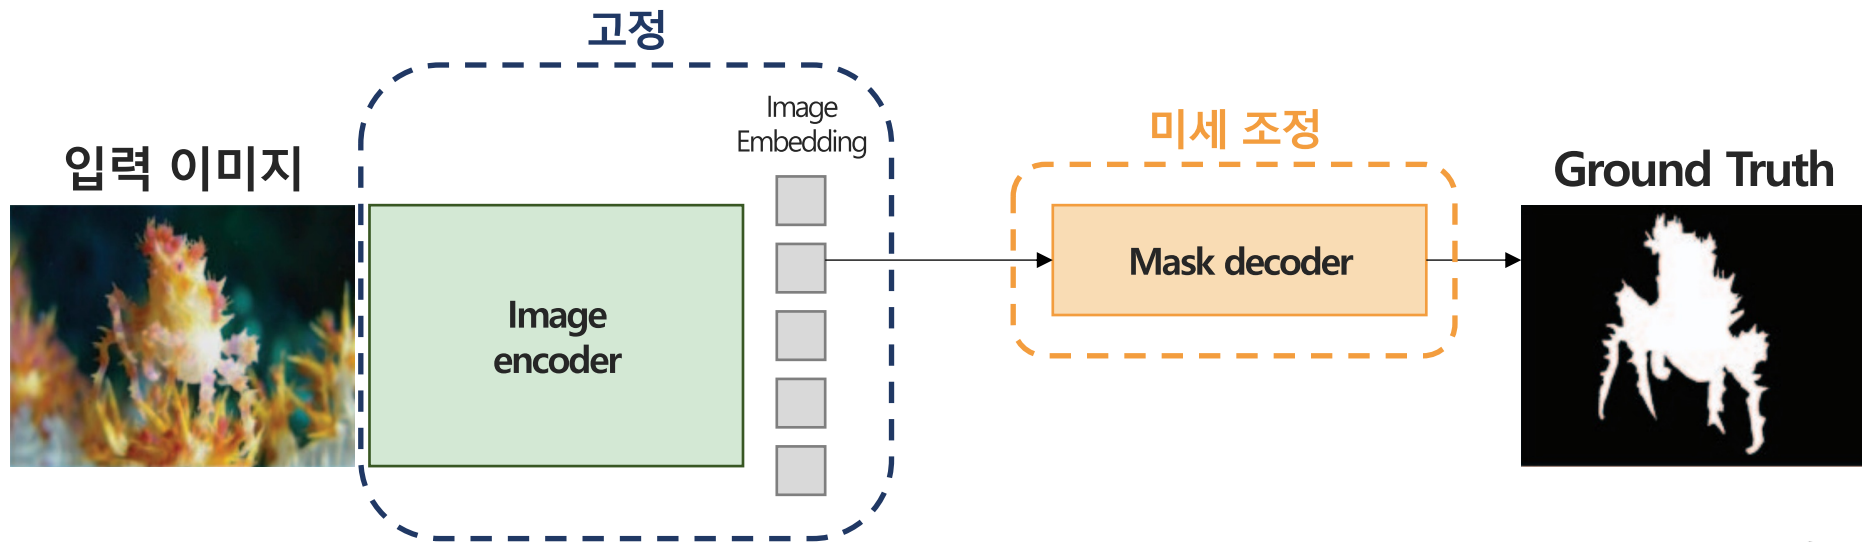 고정
Image
Embedding
미세 조정
입력 이미지
Ground Truth
Image
encoder
Mask decoder